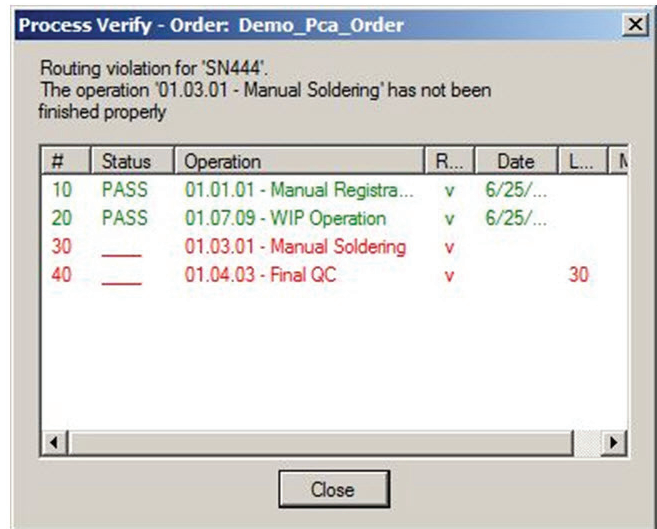 Process Verify - Order: Demo_Pca_Order
Routing violation for 'SN444'.
The operation '01.03.01 - Manual Soldering' has not been
finished properly
# Status Operation R... Date L... M
10 PASS 01.01.01 - Manual Registra... v 6/25/...
20 PASS 01.07.09 - WIP Operation v 6/25/...
30 ____ 01.03.01 - Manual Soldering v
40 ____ 01.04.03 - Final QC v 30
Close